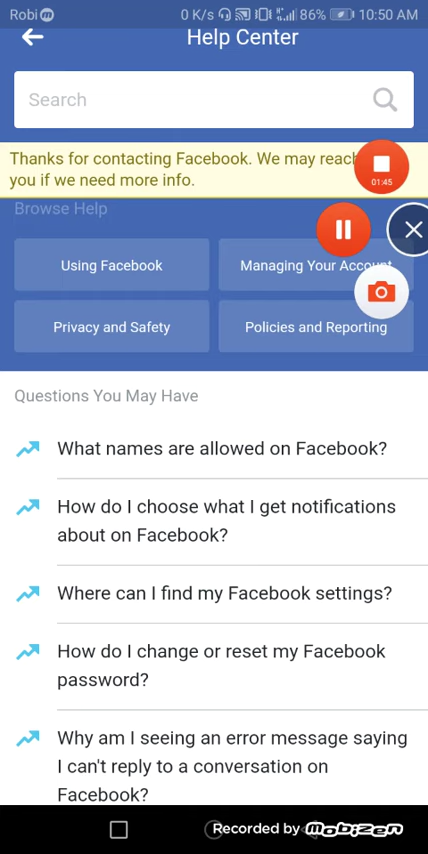 Robi 0 K/s 86% 10:50 AM
Help Center
Search
Thanks for contacting Facebook. We may reach
you if we need more info.
01:45
Browse Help
Using Facebook
Managing Your Account
Privacy and Safety
Policies and Reporting
Questions You May Have
What names are allowed on Facebook?
How do I choose what I get notifications
about on Facebook?
Where can I find my Facebook settings?
How do I change or reset my Facebook
password?
Why am I seeing an error message saying
I can't reply to a conversation on
Facebook?
Recorded by mobizen